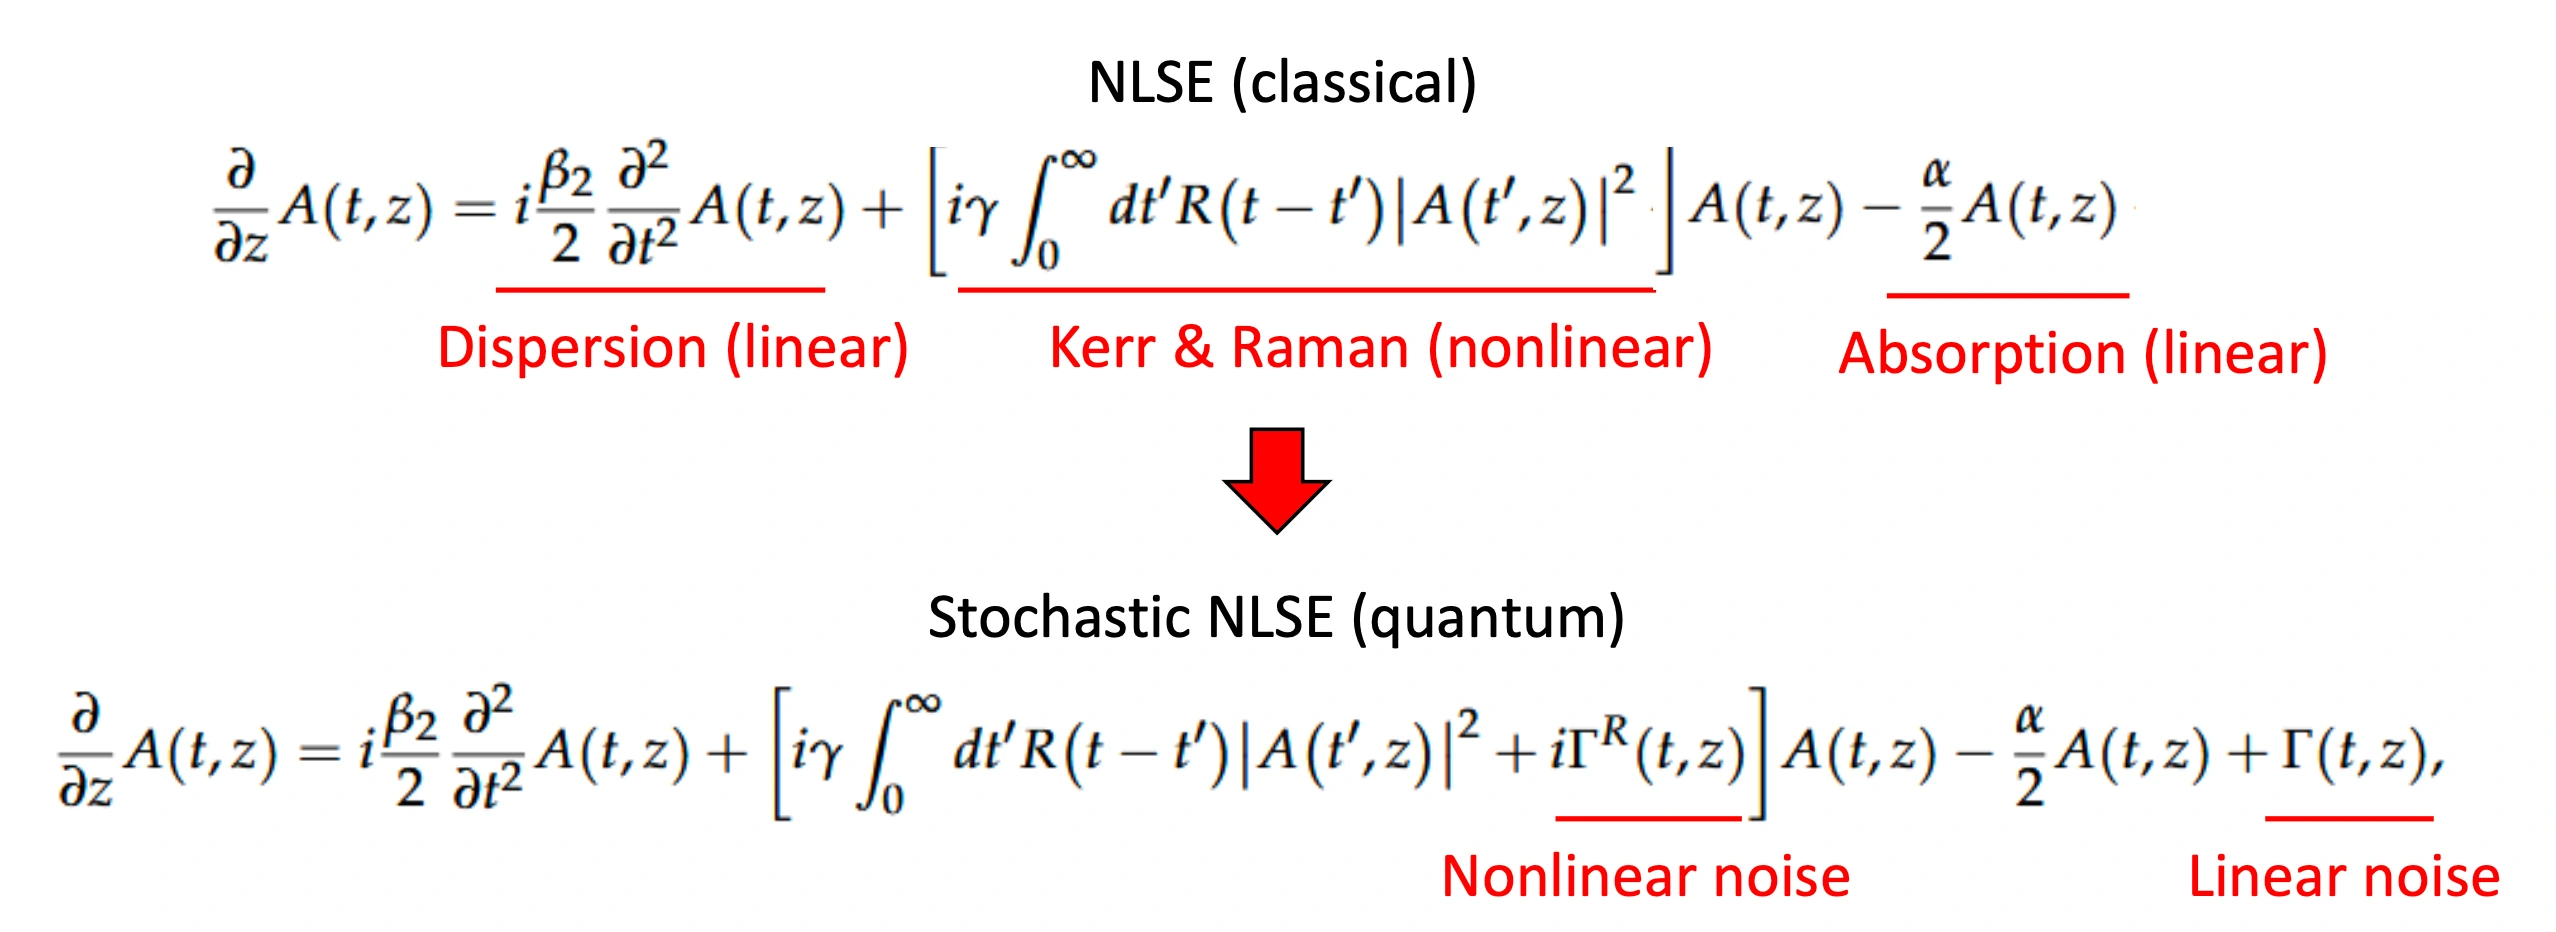 NLSE (classical)
∂/∂z A(t,z) = i β₂/2 ∂²/∂t² A(t,z) + [iγ ∫₀^∞ dt′R(t − t′)|A(t′,z)|²] A(t,z) − α/2 A(t,z)
Dispersion (linear) Kerr & Raman (nonlinear) Absorption (linear)
Stochastic NLSE (quantum)
∂/∂z A(t,z) = i β₂/2 ∂²/∂t² A(t,z) + [iγ ∫₀^∞ dt′R(t − t′)|A(t′,z)|² + iΓᴿ(t,z)] A(t,z) − α/2 A(t,z) + Γ(t,z),
Nonlinear noise Linear noise